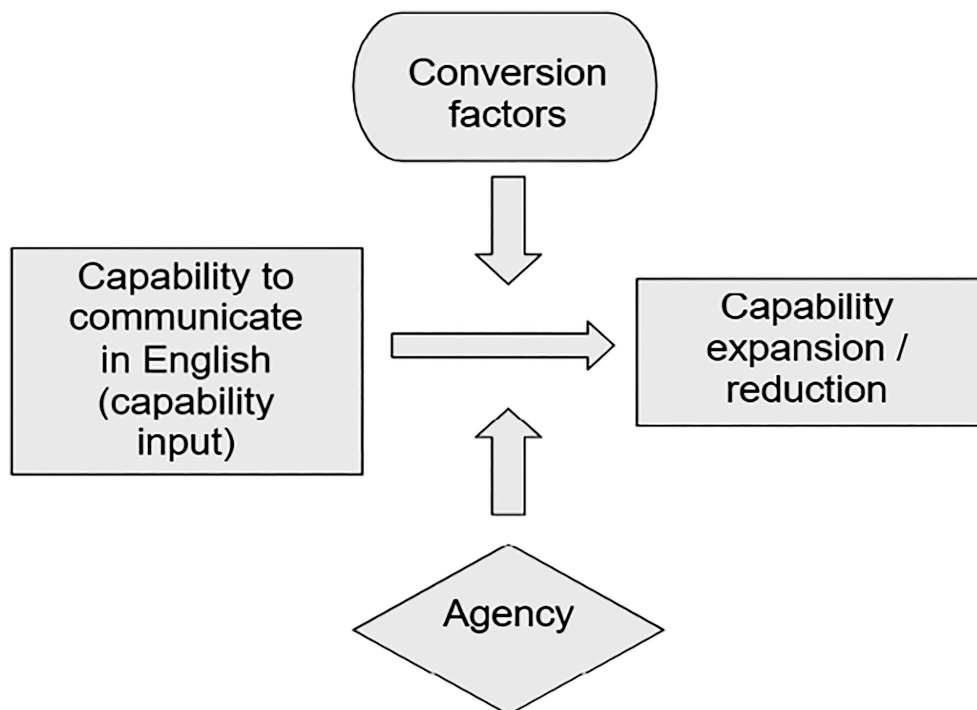 Conversion
factors
Capability to
communicate
in English
(capability
input)
Capability
expansion /
reduction
Agency